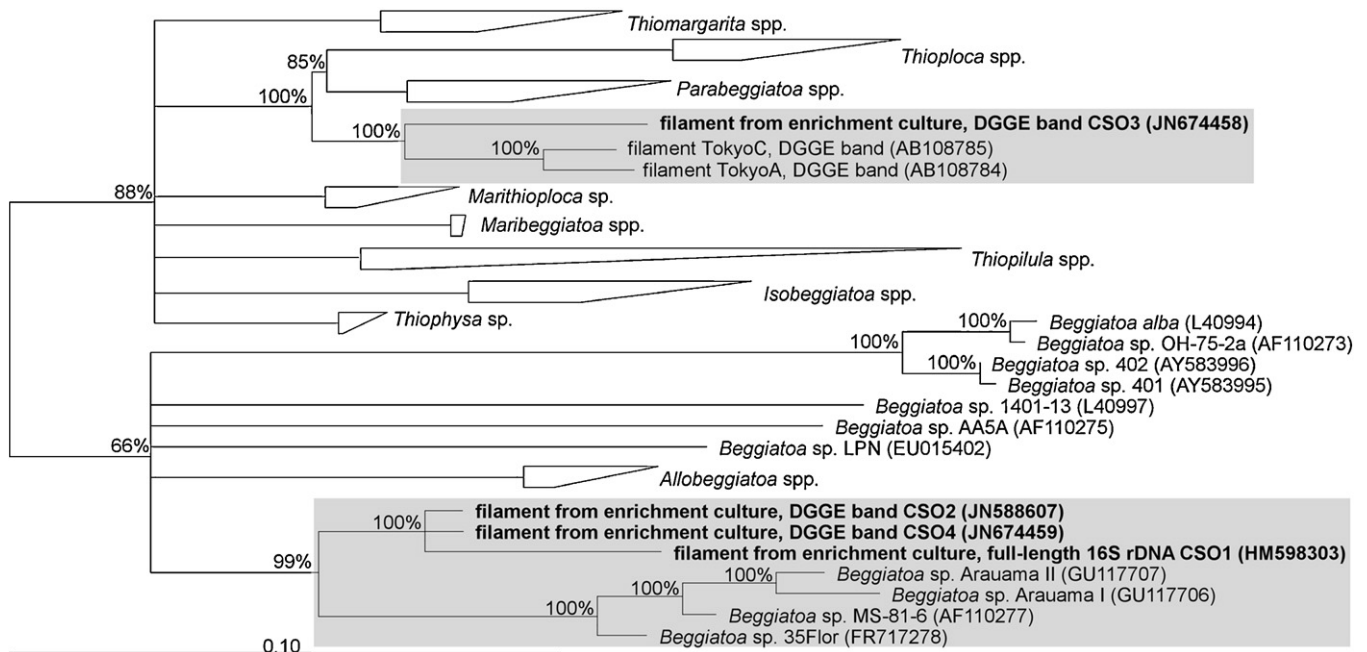 Thiomargarita spp.
Thioploca spp.
85%
Parabeggiatoa spp.
100%
filament from enrichment culture, DGGE band CSO3 (JN674458)
100%
filament TokyoC, DGGE band (AB108785)
100%
filament TokyoA, DGGE band (AB108784)
88%
Marithioploca sp.
Maribeggiatoa spp.
Thiopilula spp.
Isobeggiatoa spp.
Thiophysa sp.
100%
Beggiatoa alba (L40994)
Beggiatoa sp. OH-75-2a (AF110273)
100%
100%
Beggiatoa sp. 402 (AY583996)
Beggiatoa sp. 401 (AY583995)
Beggiatoa sp. 1401-13 (L40997)
Beggiatoa sp. AA5A (AF110275)
66%
Beggiatoa sp. LPN (EU015402)
Allobeggiatoa spp.
filament from enrichment culture, DGGE band CSO2 (JN588607)
100%
filament from enrichment culture, DGGE band CSO4 (JN674459)
filament from enrichment culture, full-length 16S rDNA CSO1 (HM598303)
99%
100%
Beggiatoa sp. Arauama II (GU117707)
100%
Beggiatoa sp. Arauama I (GU117706)
100%
Beggiatoa sp. MS-81-6 (AF110277)
Beggiatoa sp. 35Flor (FR717278)
0.10